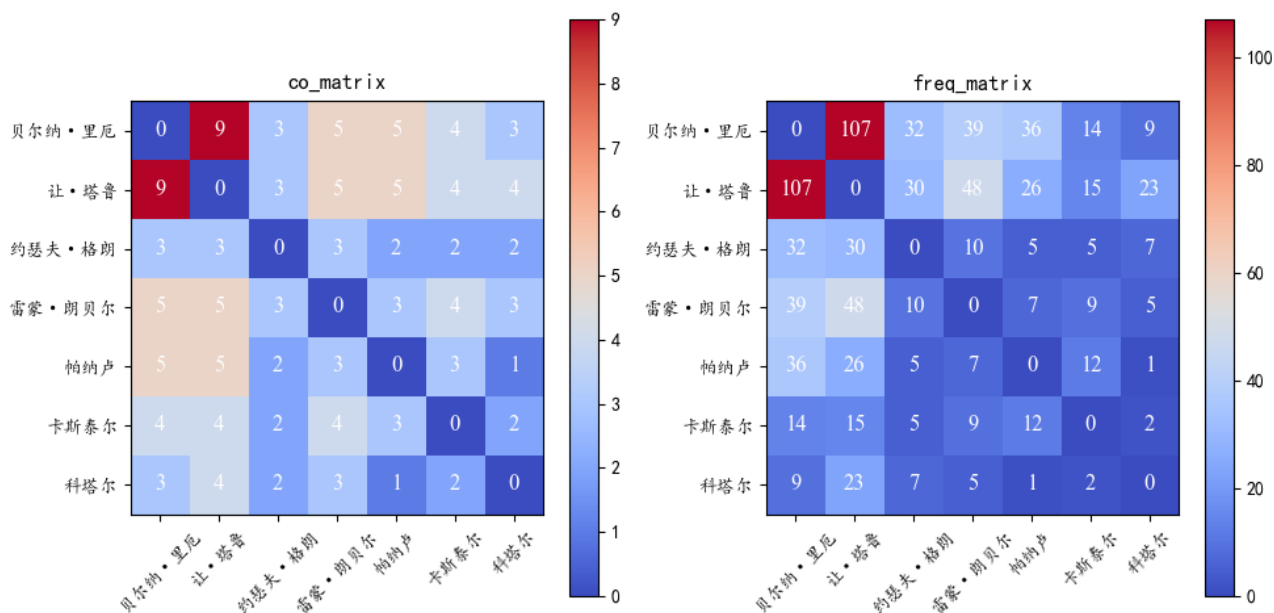 co_matrix
贝尔纳·里厄 0 9 3 5 5 4 3
让·塔鲁 9 0 3 5 5 4 4
约瑟夫·格朗 3 3 0 3 2 2 2
雷蒙·朗贝尔 5 5 3 0 3 4 3
帕纳卢 5 5 2 3 0 3 1
卡斯泰尔 4 4 2 4 3 0 2
科塔尔 3 4 2 3 1 2 0
贝尔纳·里厄 让·塔鲁 约瑟夫·格朗 雷蒙·朗贝尔 帕纳卢 卡斯泰尔 科塔尔
9
8
7
6
5
4
3
2
1
0
freq_matrix
贝尔纳·里厄 0 107 32 39 36 14 9
让·塔鲁 107 0 30 48 26 15 23
约瑟夫·格朗 32 30 0 10 5 5 7
雷蒙·朗贝尔 39 48 10 0 7 9 5
帕纳卢 36 26 5 7 0 12 1
卡斯泰尔 14 15 5 9 12 0 2
科塔尔 9 23 7 5 1 2 0
贝尔纳·里厄 让·塔鲁 约瑟夫·格朗 雷蒙·朗贝尔 帕纳卢 卡斯泰尔 科塔尔
100
80
60
40
20
0